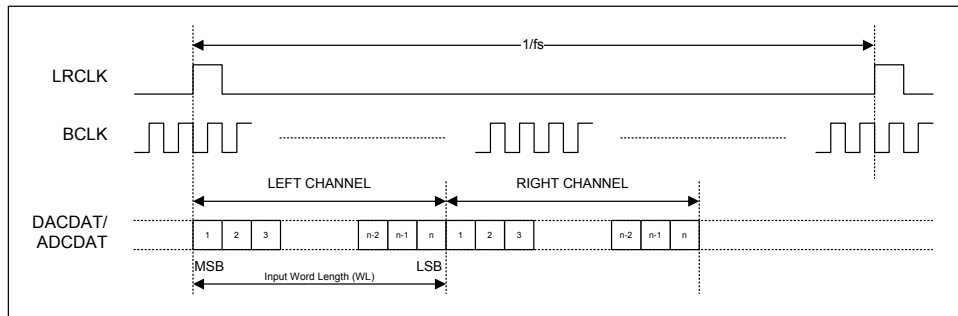 1/fs
LRCLK
BCLK
LEFT CHANNEL RIGHT CHANNEL
DACDAT/
ADCDAT
1 2 3 n-2 n-1 n 1 2 3 n-2 n-1 n
MSB LSB
Input Word Length (WL)